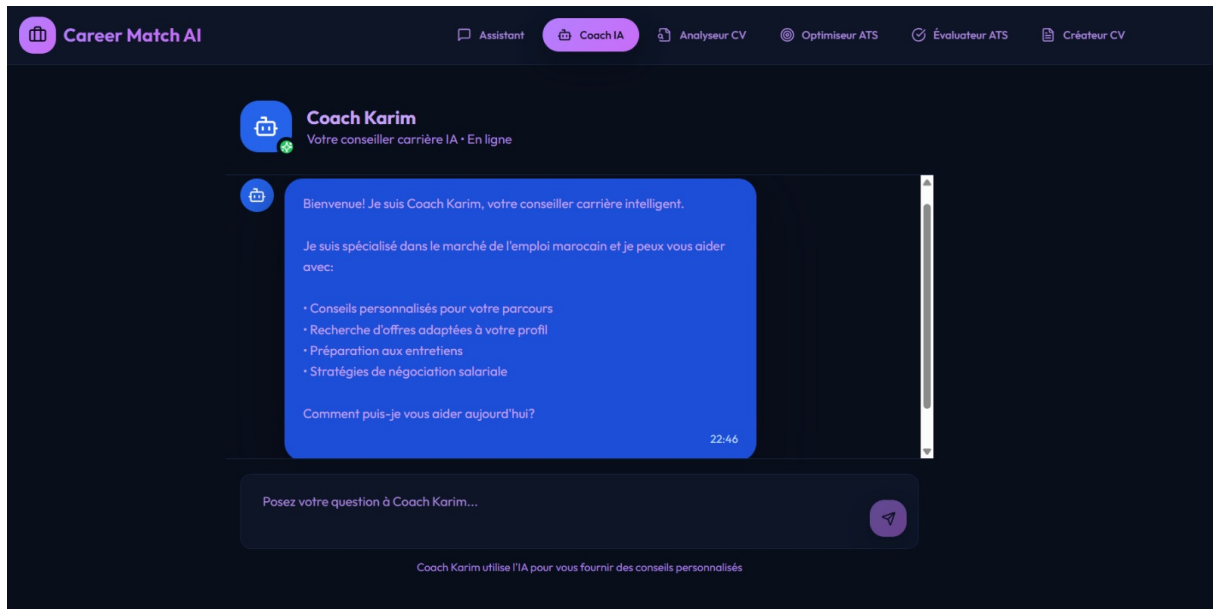 Career Match AI
Assistant
Coach IA
Analyseur CV
Optimiseur ATS
Évaluateur ATS
Créateur CV
Coach Karim
Votre conseiller carrière IA • En ligne
Bienvenue! Je suis Coach Karim, votre conseiller carrière intelligent.
Je suis spécialisé dans le marché de l'emploi marocain et je peux vous aider
avec:
• Conseils personnalisés pour votre parcours
• Recherche d'offres adaptées à votre profil
• Préparation aux entretiens
• Stratégies de négociation salariale
Comment puis-je vous aider aujourd'hui?
22:46
Posez votre question à Coach Karim...
Coach Karim utilise l'IA pour vous fournir des conseils personnalisés